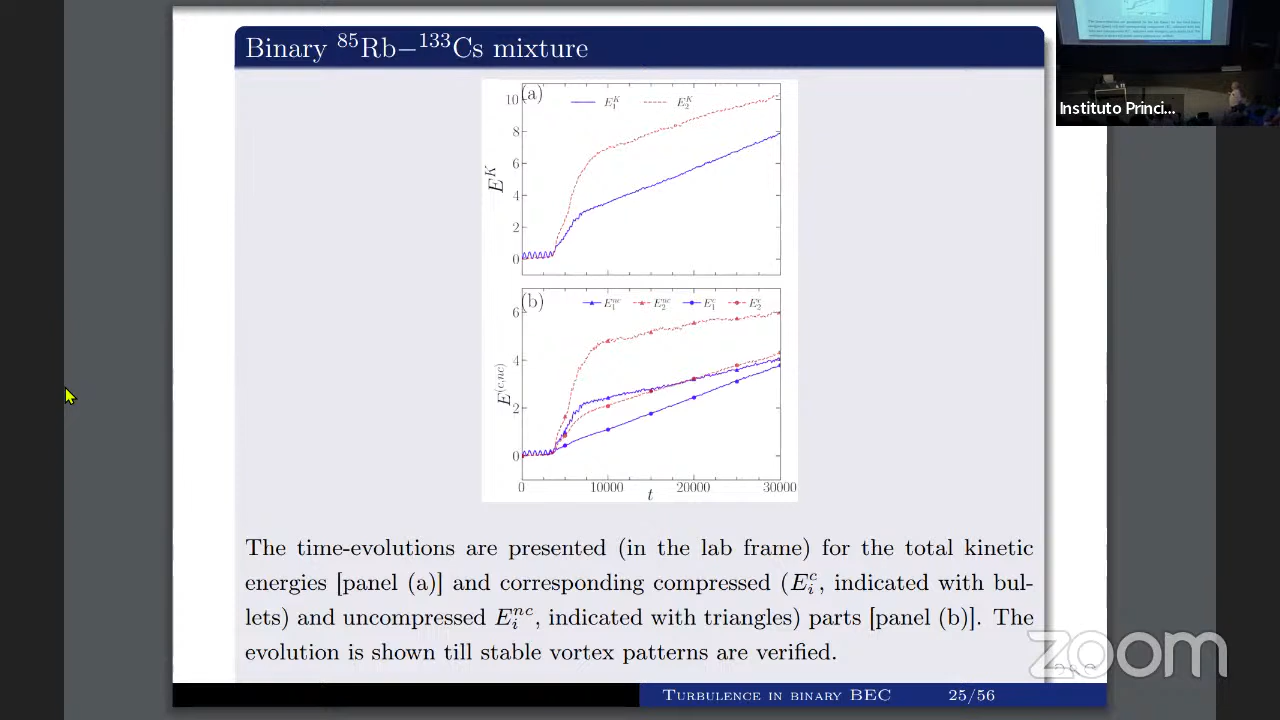 Binary ⁸⁵Rb−¹³³Cs mixture
Instituto Princi...
(a)
E₁ᴷ E₂ᴷ
10
8
6
4
2
0
Eᴷ
(b)
E₁ⁿᶜ E₂ⁿᶜ E₁ᶜ E₂ᶜ
6
4
2
0
E⁽ᶜ,ⁿᶜ⁾
0 10000 20000 30000
t
The time-evolutions are presented (in the lab frame) for the total kinetic
energies [panel (a)] and corresponding compressed (Eᵢᶜ, indicated with bul-
lets) and uncompressed Eᵢⁿᶜ, indicated with triangles) parts [panel (b)]. The
evolution is shown till stable vortex patterns are verified.
zoom
Turbulence in binary BEC 25/56